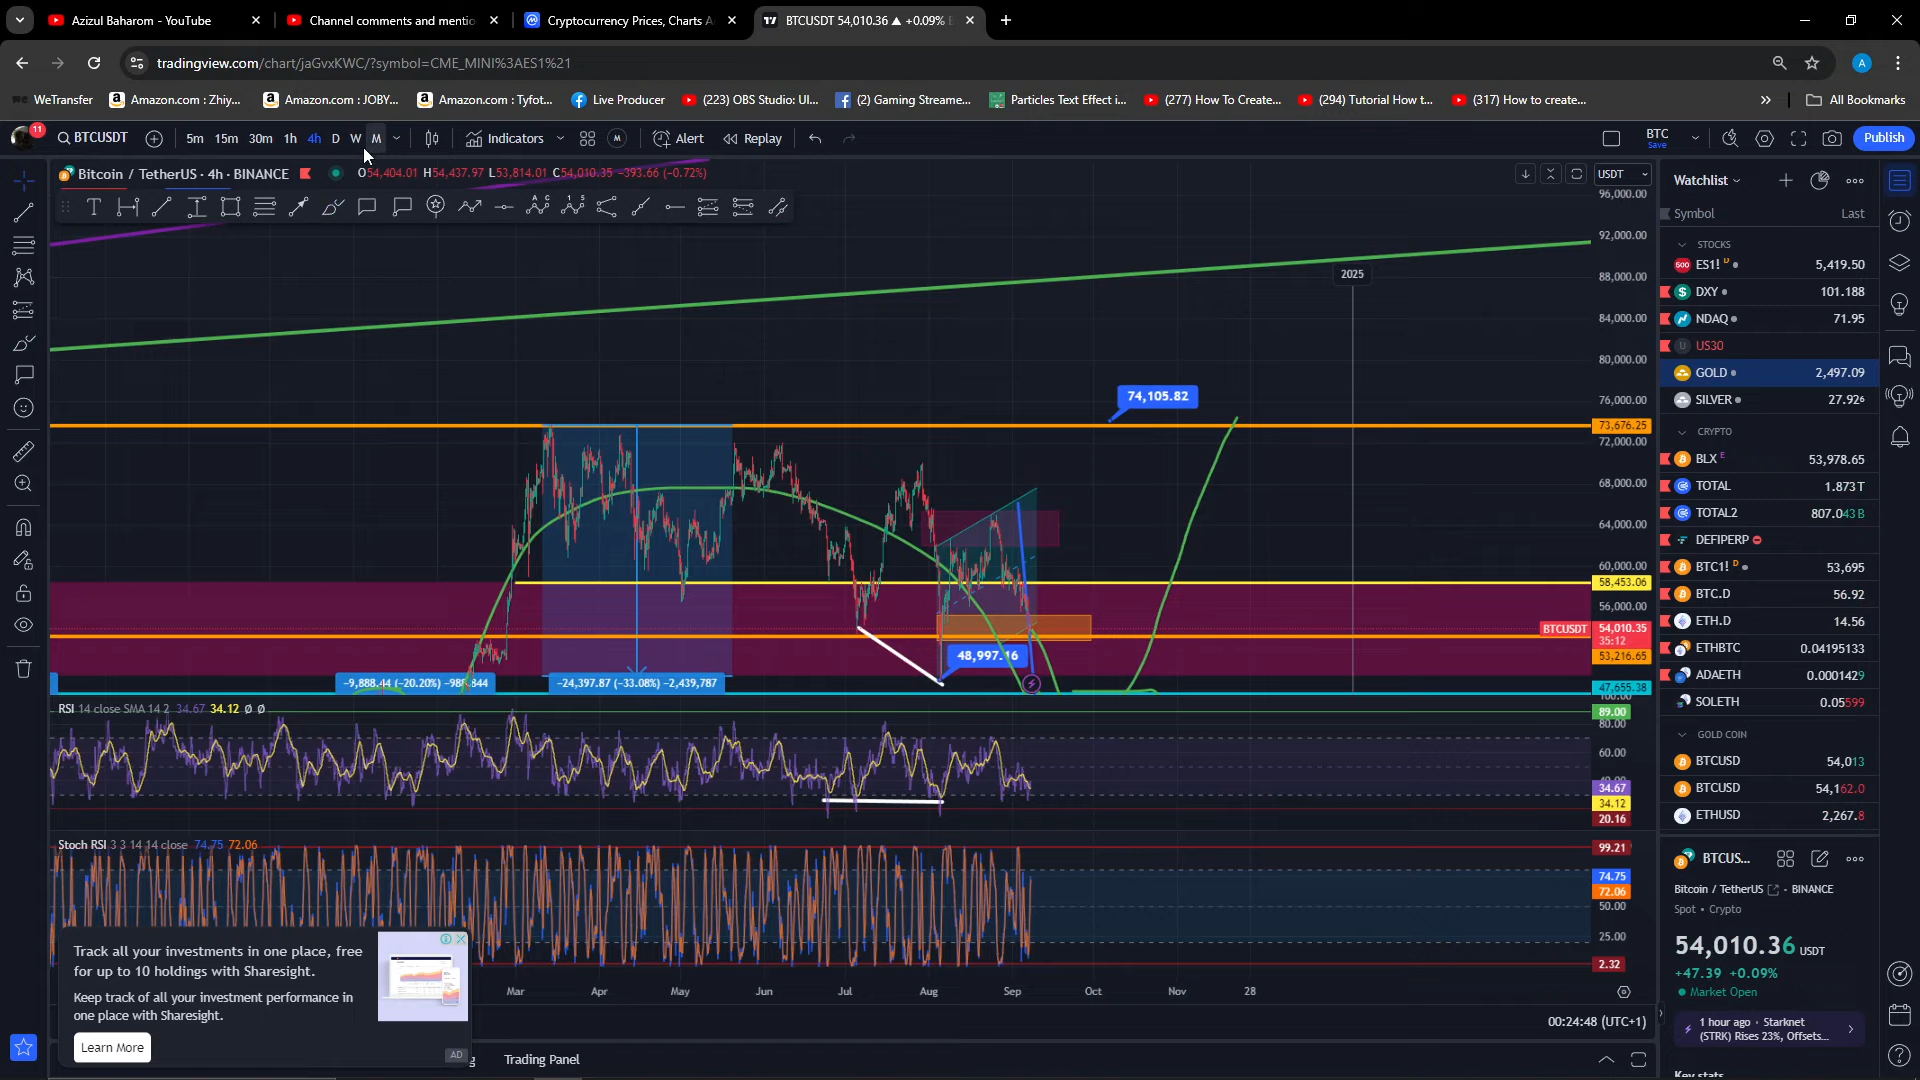 Azizul Baharom - YouTube
Channel comments and mentio
Cryptocurrency Prices, Charts A
BTCUSDT 54,010.36 ▲ +0.09%
tradingview.com/chart/jaGvxKWC/?symbol=CME_MINI%3AES1%21
A
WeTransfer
Amazon.com : Zhiy...
Amazon.com : JOBY...
Amazon.com : Tyfot...
Live Producer
(223) OBS Studio: Ul...
(2) Gaming Streame...
Particles Text Effect i...
(277) How To Create...
(294) Tutorial How t...
(317) How to create...
All Bookmarks
11
BTCUSDT
5m 15m 30m 1h 4h D W M
Indicators
M
Alert
Replay
BTC
Save
Publish
Bitcoin / TetherUS · 4h · BINANCE
O54,404.01 H54,437.97 L53,814.01 C54,010.35 -393.66 (-0.72%)
USDT
96,000.00
92,000.00
88,000.00
84,000.00
80,000.00
76,000.00
73,676.25
72,000.00
68,000.00
64,000.00
60,000.00
58,453.06
56,000.00
BTCUSDT 54,010.35
35:12
53,216.65
47,655.38
2025
74,105.82
48,997.16
-24,397.87 (-33.08%) -2,439,787
RSI 14 close SMA 14 2 34.67 34.12 Ø Ø
100.00
89.00
80.00
60.00
40.00
34.67
34.12
20.16
Stoch RSI 3 3 14 14 close 74.75 72.06
99.21
74.75
72.06
50.00
25.00
2.32
Mar Apr May Jun Jul Aug Sep Oct Nov 28
00:24:48 (UTC+1)
Trading Panel
Track all your investments in one place, free
for up to 10 holdings with Sharesight.
Keep track of all your investment performance in
one place with Sharesight.
Learn More
AD
Watchlist
Symbol Last
STOCKS
500 ES1! D 5,419.50
DXY 101.188
NDAQ 71.95
U US30
GOLD 2,497.09
SILVER 27.926
CRYPTO
BLX E 53,978.65
TOTAL 1.873T
TOTAL2 807.043B
DEFIPERP
BTC1! D 53,695
BTC.D 56.92
ETH.D 14.56
ETHBTC 0.04195133
ADAETH 0.0001429
SOLETH 0.05599
GOLD COIN
BTCUSD 54,013
BTCUSD 54,162.0
ETHUSD 2,267.8
BTCUS...
Bitcoin / TetherUS · BINANCE
Spot · Crypto
54,010.36 USDT
+47.39 +0.09%
Market Open
1 hour ago · Starknet
(STRK) Rises 23%, Offsets...
Key stats